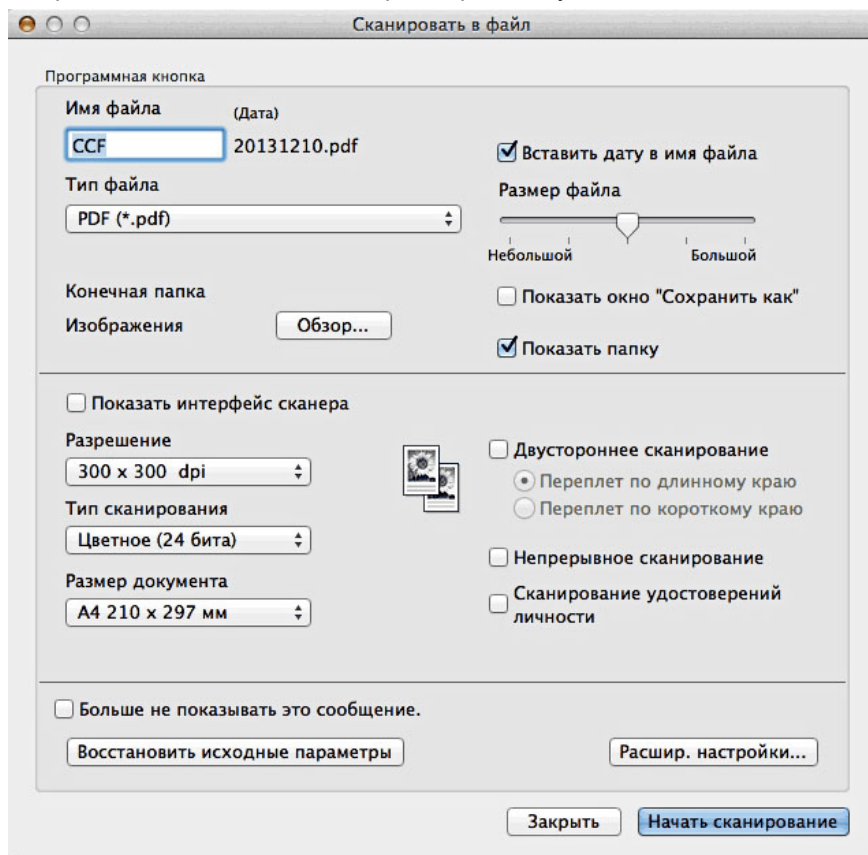 Сканировать в файл
Программная кнопка
Имя файла
(Дата)
CCF
20131210.pdf
Вставить дату в имя файла
Тип файла
Размер файла
PDF (*.pdf)
Небольшой
Большой
Конечная папка
Показать окно "Сохранить как"
Изображения
Обзор...
Показать папку
Показать интерфейс сканера
Разрешение
Двустороннее сканирование
300 x 300 dpi
Переплет по длинному краю
Тип сканирования
Переплет по короткому краю
Цветное (24 бита)
Непрерывное сканирование
Размер документа
Сканирование удостоверений
личности
A4 210 x 297 мм
Больше не показывать это сообщение.
Восстановить исходные параметры
Расшир. настройки...
Закрыть
Начать сканирование